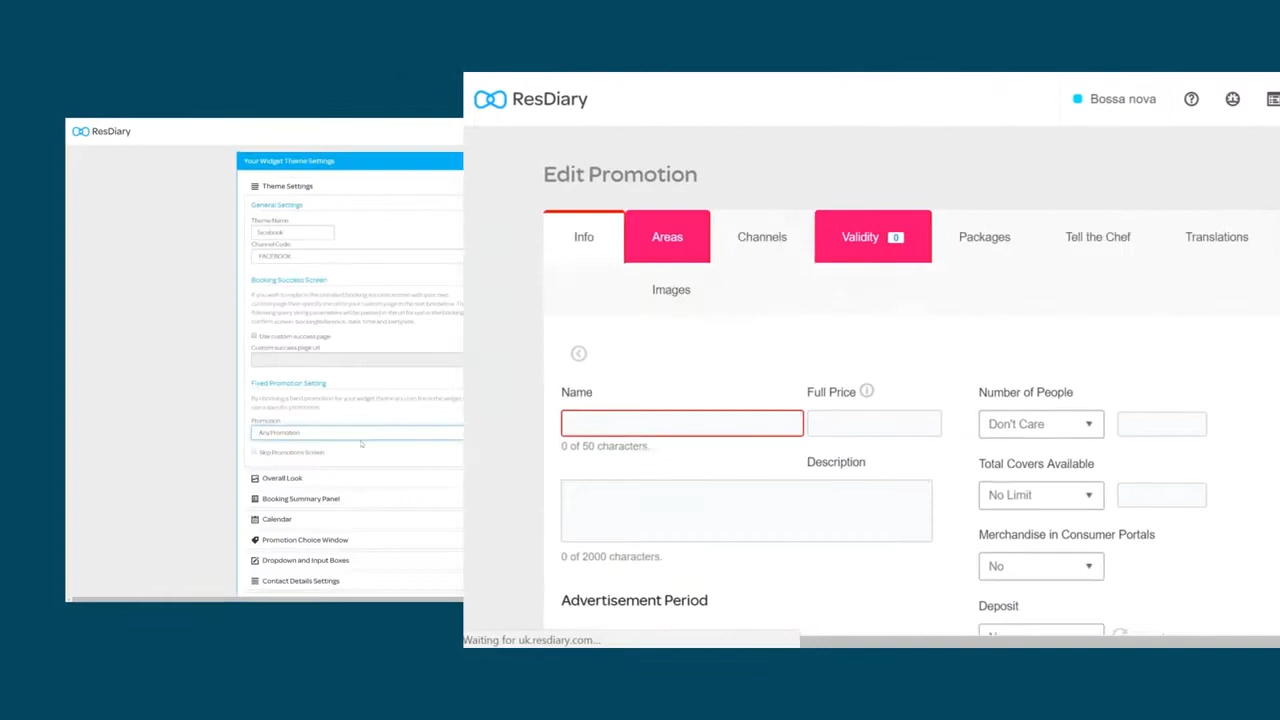 ResDiary
Your Widget Theme Settings
Theme Settings
General Settings
Theme Name
facebook
Channel Code:
FACEBOOK
Booking Success Screen
Use custom success page
Custom success page url
Fixed Promotion Setting
Promotion
Any Promotion
Skip Promotions Screen
Overall Look
Booking Summary Panel
Calendar
Promotion Choice Window
Dropdown and Input Boxes
Contact Details Settings
ResDiary
Bossa nova
Edit Promotion
Info
Areas
Channels
Validity 0
Packages
Tell the Chef
Translations
Images
Name
Full Price
Number of People
Don't Care
0 of 50 characters.
Description
Total Covers Available
No Limit
Merchandise in Consumer Portals
0 of 2000 characters.
No
Advertisement Period
Deposit
Waiting for uk.resdiary.com...